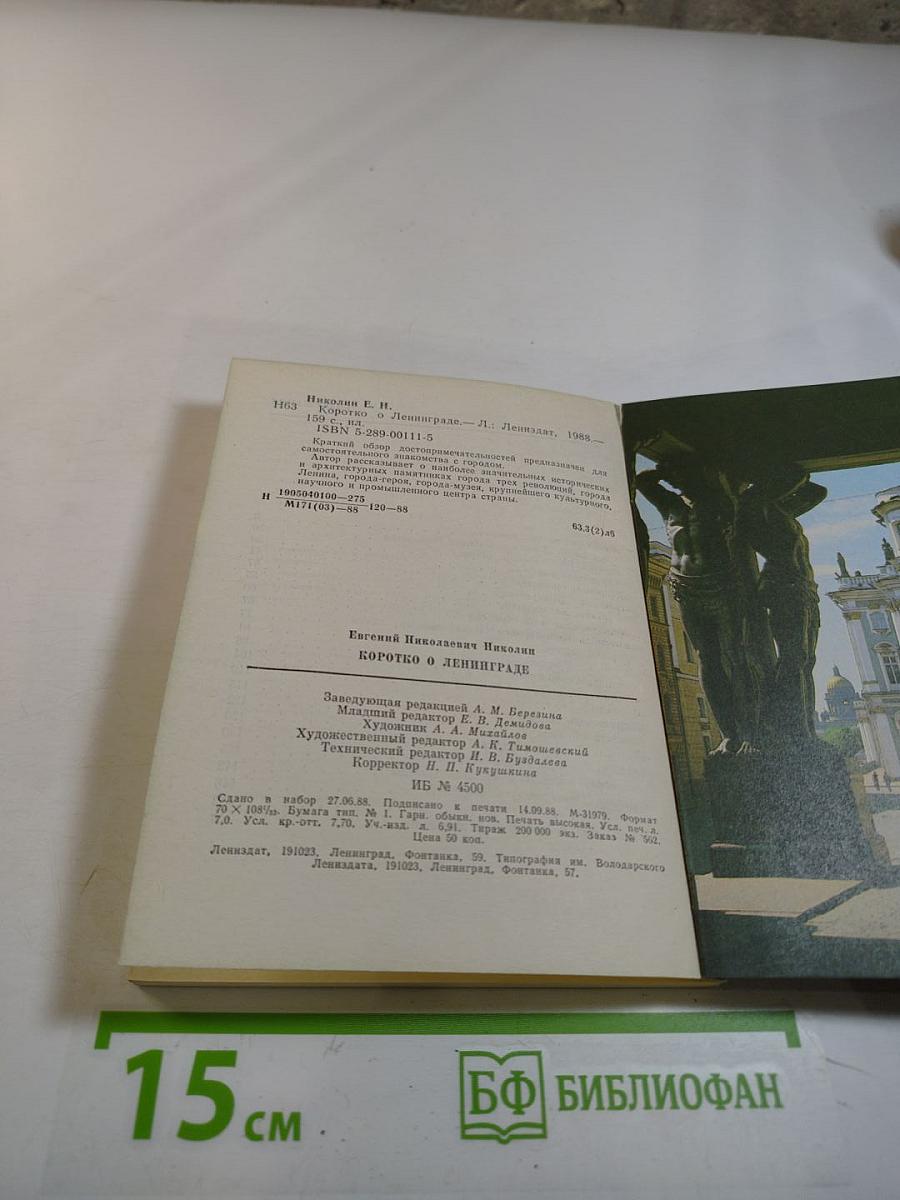 Николин Е. Н.
Н63 Коротко о Ленинграде.— Л.: Лениздат, 1988.—
159 с., ил.
ISBN 5-289-00111-5
Краткий обзор достопримечательностей предназначен для
самостоятельного знакомства с городом.
Автор рассказывает о наиболее значительных исторических
и архитектурных памятниках города трех революций, города
Ленина, города-героя, города-музея, крупнейшего культурного,
научного и промышленного центра страны.
Н 1905040100—275
М171(03)—88 120—88
63.3(2)лб
Евгений Николаевич Николин
КОРОТКО О ЛЕНИНГРАДЕ
Заведующая редакцией А. М. Березина
Младший редактор Е. В. Демидова
Художник А. А. Михайлов
Художественный редактор А. К. Тимошевский
Технический редактор И. В. Буздалева
Корректор Н. П. Кукушкина
ИБ № 4500
Сдано в набор 27.06.88. Подписано к печати 14.09.88. М-31979. Формат
70 × 108¹/₃₂. Бумага тип. № 1. Гарн. обыкн. нов. Печать высокая. Усл. печ. л.
7,0. Усл. кр.-отт. 7,70. Уч.-изд. л. 6,91. Тираж 200 000 экз. Заказ № 562.
Цена 50 коп.
Лениздат, 191023, Ленинград, Фонтанка, 59. Типография им. Володарского
Лениздата, 191023, Ленинград, Фонтанка, 57.
15 см
БФ БИБЛИОФАН